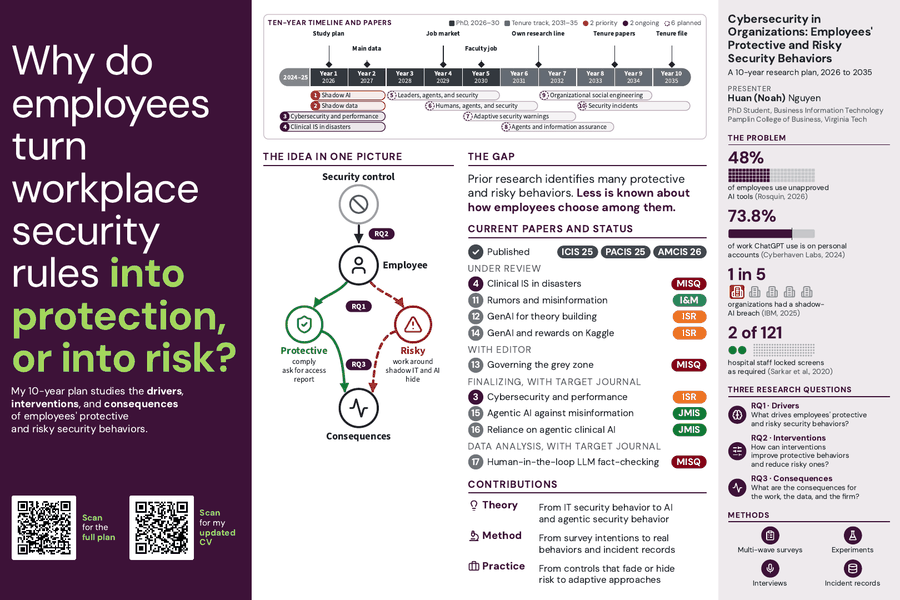 Why do
employees
turn
workplace
security
rules into
protection,
or into risk?
My 10-year plan studies the drivers,
interventions, and consequences
of employees' protective
and risky security behaviors.
Scan
for the
full plan
Scan
for my
updated
CV
TEN-YEAR TIMELINE AND PAPERS
PhD, 2026–30
Tenure track, 2031–35
2 priority
2 ongoing
6 planned
Study plan
Main data
Job market
Faculty job
Own research line
Tenure papers
Tenure file
2024–25
Year 1
2026
Year 2
2027
Year 3
2028
Year 4
2029
Year 5
2030
Year 6
2031
Year 7
2032
Year 8
2033
Year 9
2034
Year 10
2035
1 Shadow AI
5 Leaders, agents, and security
9 Organizational social engineering
2 Shadow data
6 Humans, agents, and security
10 Security incidents
3 Cybersecurity and performance
7 Adaptive security warnings
4 Clinical IS in disasters
8 Agents and information assurance
THE IDEA IN ONE PICTURE
Security control
RQ2
Employee
RQ1
Protective
comply
ask for access
report
Risky
work around
shadow IT and AI
hide
RQ3
Consequences
THE GAP
Prior research identifies many protective
and risky behaviors. Less is known about
how employees choose among them.
CURRENT PAPERS AND STATUS
Published ICIS 25 PACIS 25 AMCIS 26
UNDER REVIEW
4 Clinical IS in disasters MISQ
11 Rumors and misinformation I&M
12 GenAI for theory building ISR
14 GenAI and rewards on Kaggle ISR
WITH EDITOR
13 Governing the grey zone MISQ
FINALIZING, WITH TARGET JOURNAL
3 Cybersecurity and performance ISR
15 Agentic AI against misinformation JMIS
16 Reliance on agentic clinical AI JMIS
DATA ANALYSIS, WITH TARGET JOURNAL
17 Human-in-the-loop LLM fact-checking MISQ
CONTRIBUTIONS
Theory
From IT security behavior to AI
and agentic security behavior
Method
From survey intentions to real
behaviors and incident records
Practice
From controls that fade or hide
risk to adaptive approaches
Cybersecurity in
Organizations: Employees'
Protective and Risky
Security Behaviors
A 10-year research plan, 2026 to 2035
PRESENTER
Huan (Noah) Nguyen
PhD Student, Business Information Technology
Pamplin College of Business, Virginia Tech
THE PROBLEM
48%
of employees use unapproved
AI tools (Rosquin, 2026)
73.8%
of work ChatGPT use is on personal
accounts (Cyberhaven Labs, 2024)
1 in 5
organizations had a shadow-
AI breach (IBM, 2025)
2 of 121
hospital staff locked screens
as required (Sarkar et al., 2020)
THREE RESEARCH QUESTIONS
RQ1 · Drivers
What drives employees' protective
and risky security behaviors?
RQ2 · Interventions
How can interventions
improve protective behaviors
and reduce risky ones?
RQ3 · Consequences
What are the consequences for
the work, the data, and the firm?
METHODS
Multi-wave surveys
Experiments
Interviews
Incident records